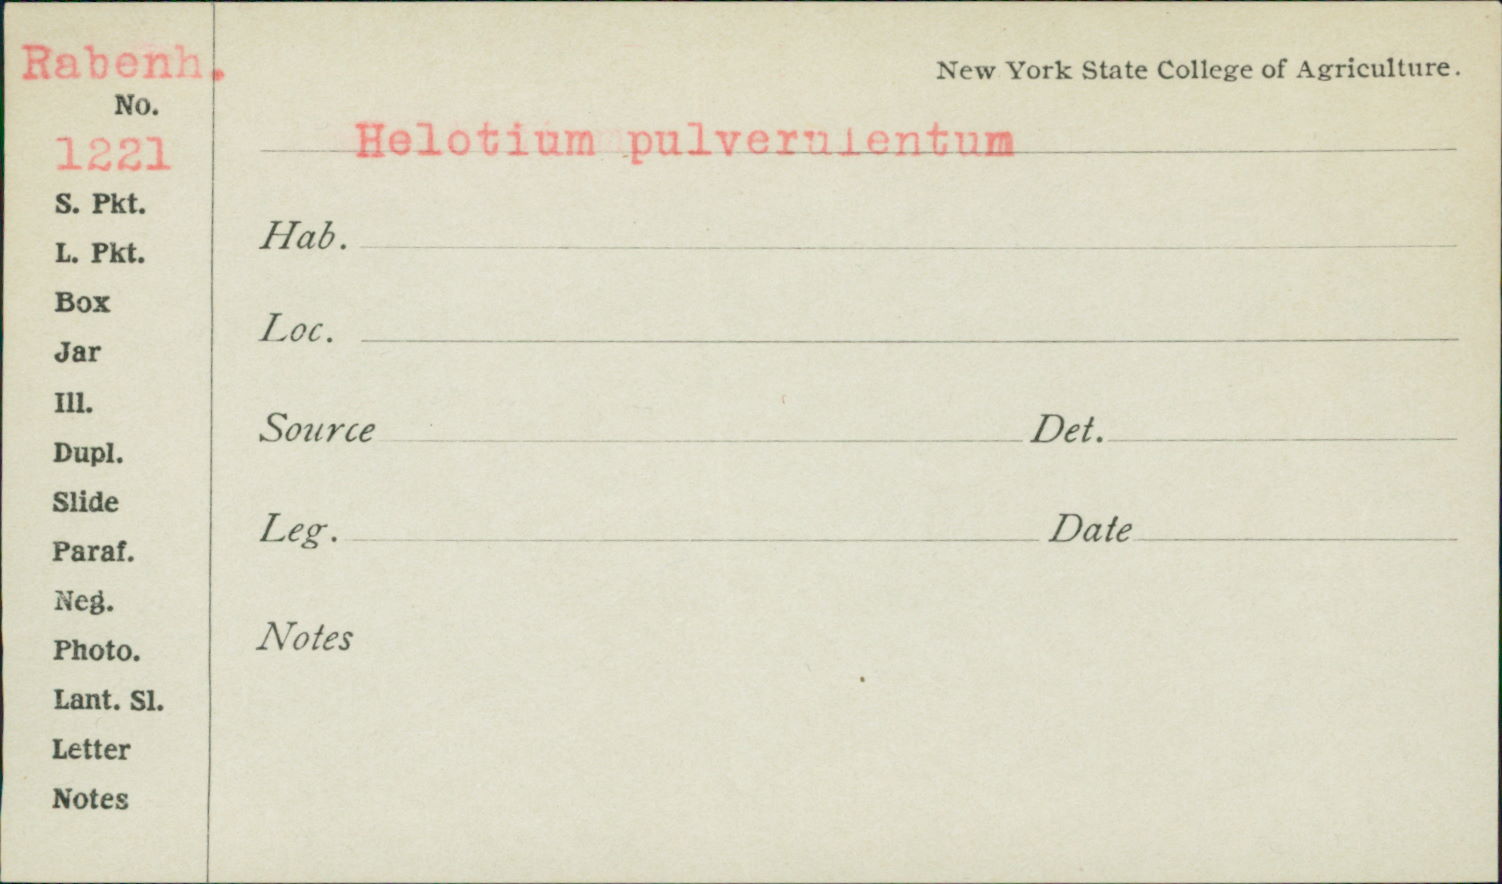 Rabenh.
No.
1221
S. Pkt.
L. Pkt.
Box
Jar
Ill.
Dupl.
Slide
Paraf.
Neg.
Photo.
Lant. Sl.
Letter
Notes
New York State College of Agriculture.
Helotium pulverulentum
Hab.
Loc.
Source Det.
Leg. Date
Notes